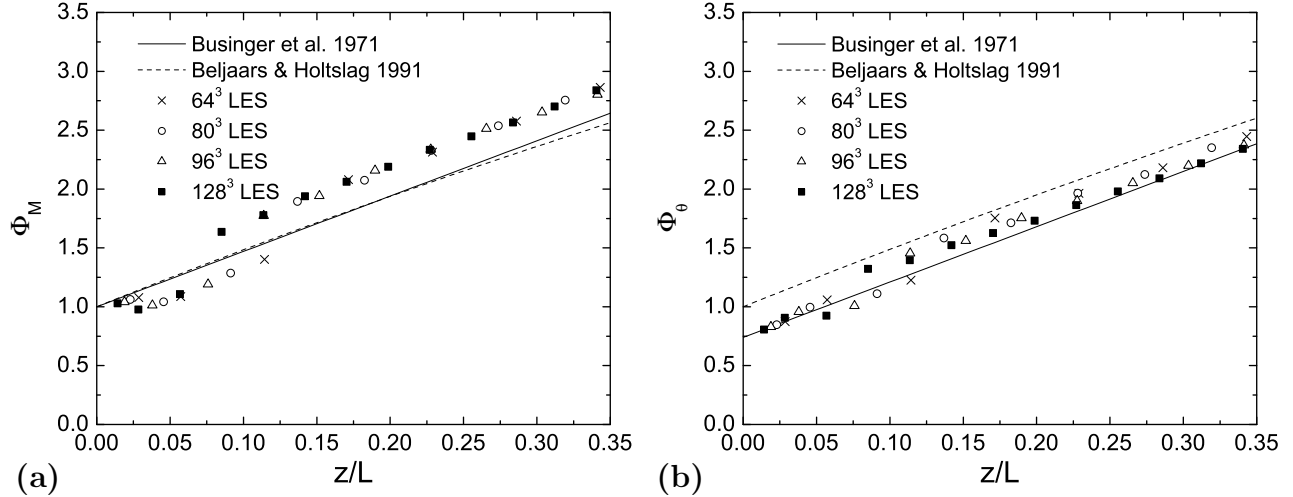 3.5
3.0
2.5
2.0
1.5
1.0
0.5
0.0
Φ_M
Businger et al. 1971
Beljaars & Holtslag 1991
64³ LES
80³ LES
96³ LES
128³ LES
0.00 0.05 0.10 0.15 0.20 0.25 0.30 0.35
z/L
(a)
3.5
3.0
2.5
2.0
1.5
1.0
0.5
0.0
Φ_θ
Businger et al. 1971
Beljaars & Holtslag 1991
64³ LES
80³ LES
96³ LES
128³ LES
0.00 0.05 0.10 0.15 0.20 0.25 0.30 0.35
z/L
(b)